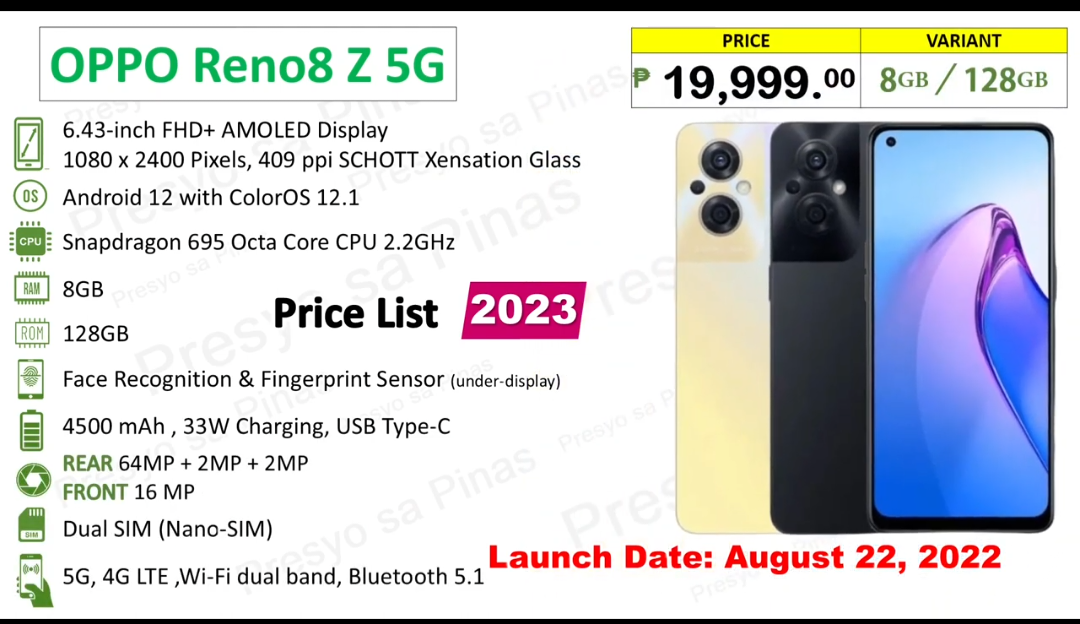 OPPO Reno8 Z 5G
PRICE
VARIANT
₱ 19,999.00
8GB / 128GB
6.43-inch FHD+ AMOLED Display
1080 x 2400 Pixels, 409 ppi SCHOTT Xensation Glass
OS
Android 12 with ColorOS 12.1
CPU
Snapdragon 695 Octa Core CPU 2.2GHz
RAM
8GB
Price List 2023
ROM
128GB
Face Recognition & Fingerprint Sensor (under-display)
4500 mAh , 33W Charging, USB Type-C
REAR 64MP + 2MP + 2MP
FRONT 16 MP
SIM
Dual SIM (Nano-SIM)
Launch Date: August 22, 2022
5G, 4G LTE ,Wi-Fi dual band, Bluetooth 5.1
Presyo sa Pinas